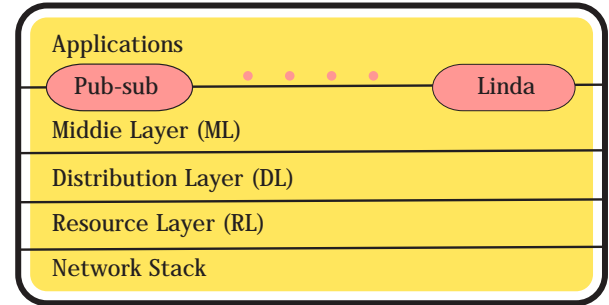 Applications
Pub-sub Linda
Middie Layer (ML)
Distribution Layer (DL)
Resource Layer (RL)
Network Stack